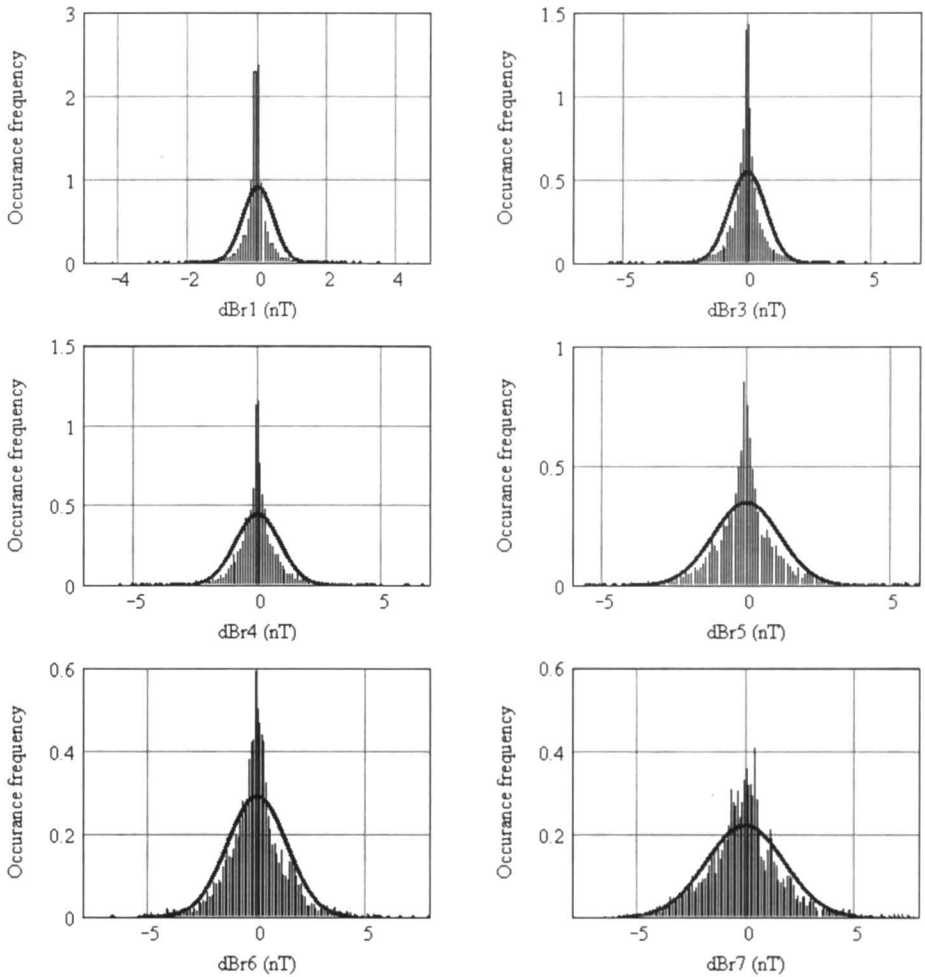 Occurance frequency
3
2
1
0
−4 −2 0 2 4
dBr1 (nT)
Occurance frequency
1.5
1
0.5
0
−5 0 5
dBr3 (nT)
Occurance frequency
1.5
1
0.5
0
−5 0 5
dBr4 (nT)
Occurance frequency
1
0.5
0
−5 0 5
dBr5 (nT)
Occurance frequency
0.6
0.4
0.2
0
−5 0 5
dBr6 (nT)
Occurance frequency
0.6
0.4
0.2
0
−5 0 5
dBr7 (nT)